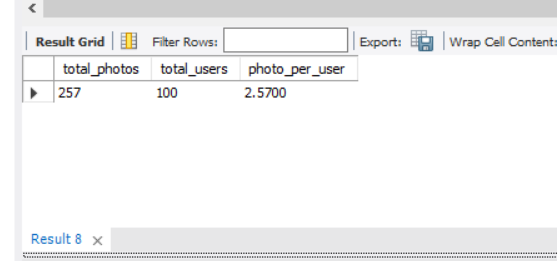 Result Grid Filter Rows: Export: Wrap Cell Content:
total_photos total_users photo_per_user
257 100 2.5700
Result 8